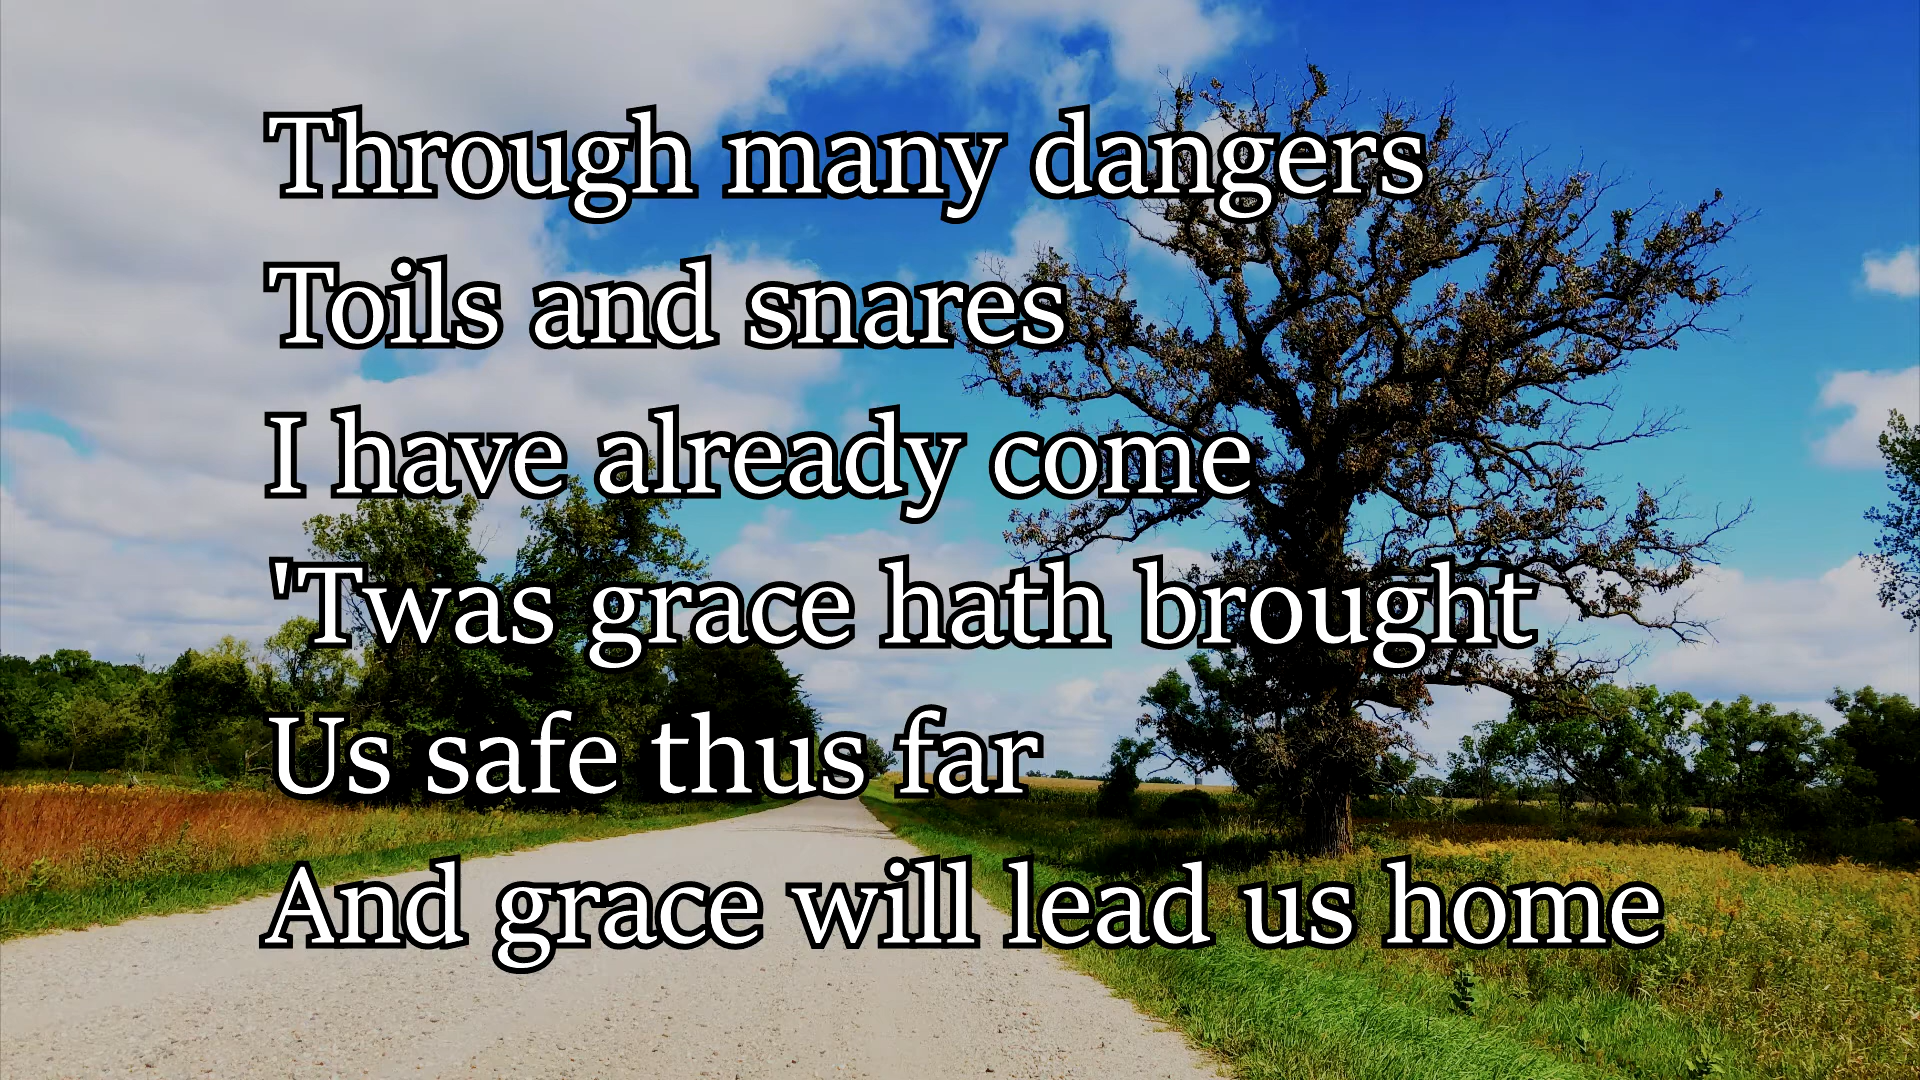 Through many dangers
Toils and snares
I have already come
'Twas grace hath brought
Us safe thus far
And grace will lead us home